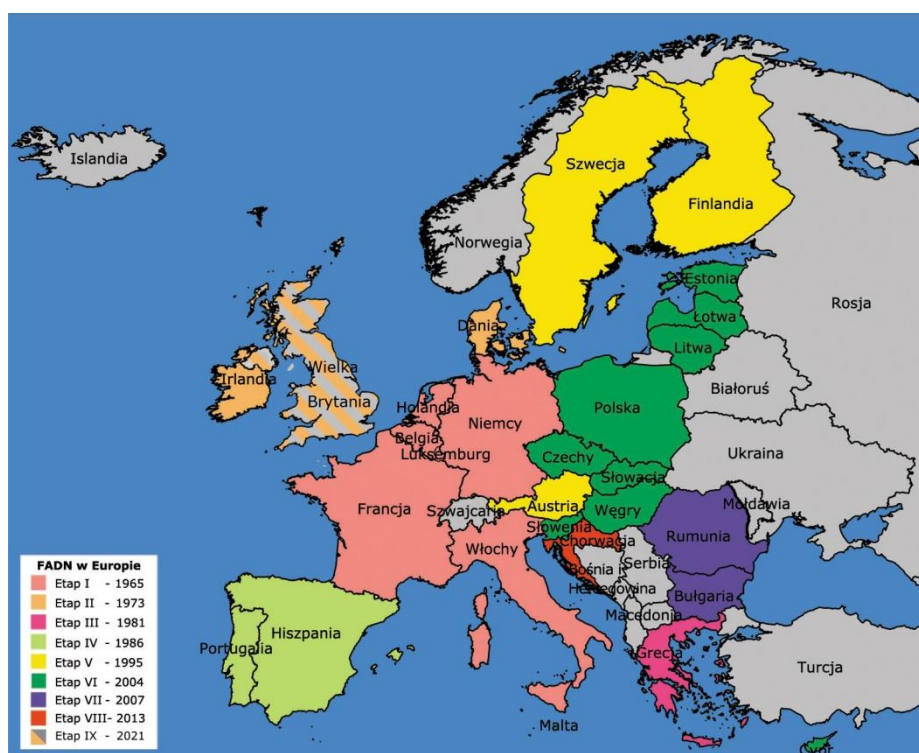 Islandia
Szwecja
Finlandia
Norwegia
Rosja
Estonia
Łotwa
Dania
Litwa
Wielka
Brytania
Irlandia
Białoruś
Holandia
Niemcy
Polska
Belgia
Luksemburg
Ukraina
Czechy
Słowacja
Francja
Szwajcaria
Austria
Węgry
Mołdawia
Słowenia
Chorwacja
Rumunia
Włochy
Serbia
Bośnia i
Hercegowina
Bułgaria
Macedonia
Hiszpania
Portugalia
Grecja
Turcja
Malta
FADN w Europie
Etap I - 1965
Etap II - 1973
Etap III - 1981
Etap IV - 1986
Etap V - 1995
Etap VI - 2004
Etap VII - 2007
Etap VIII- 2013
Etap IX - 2021